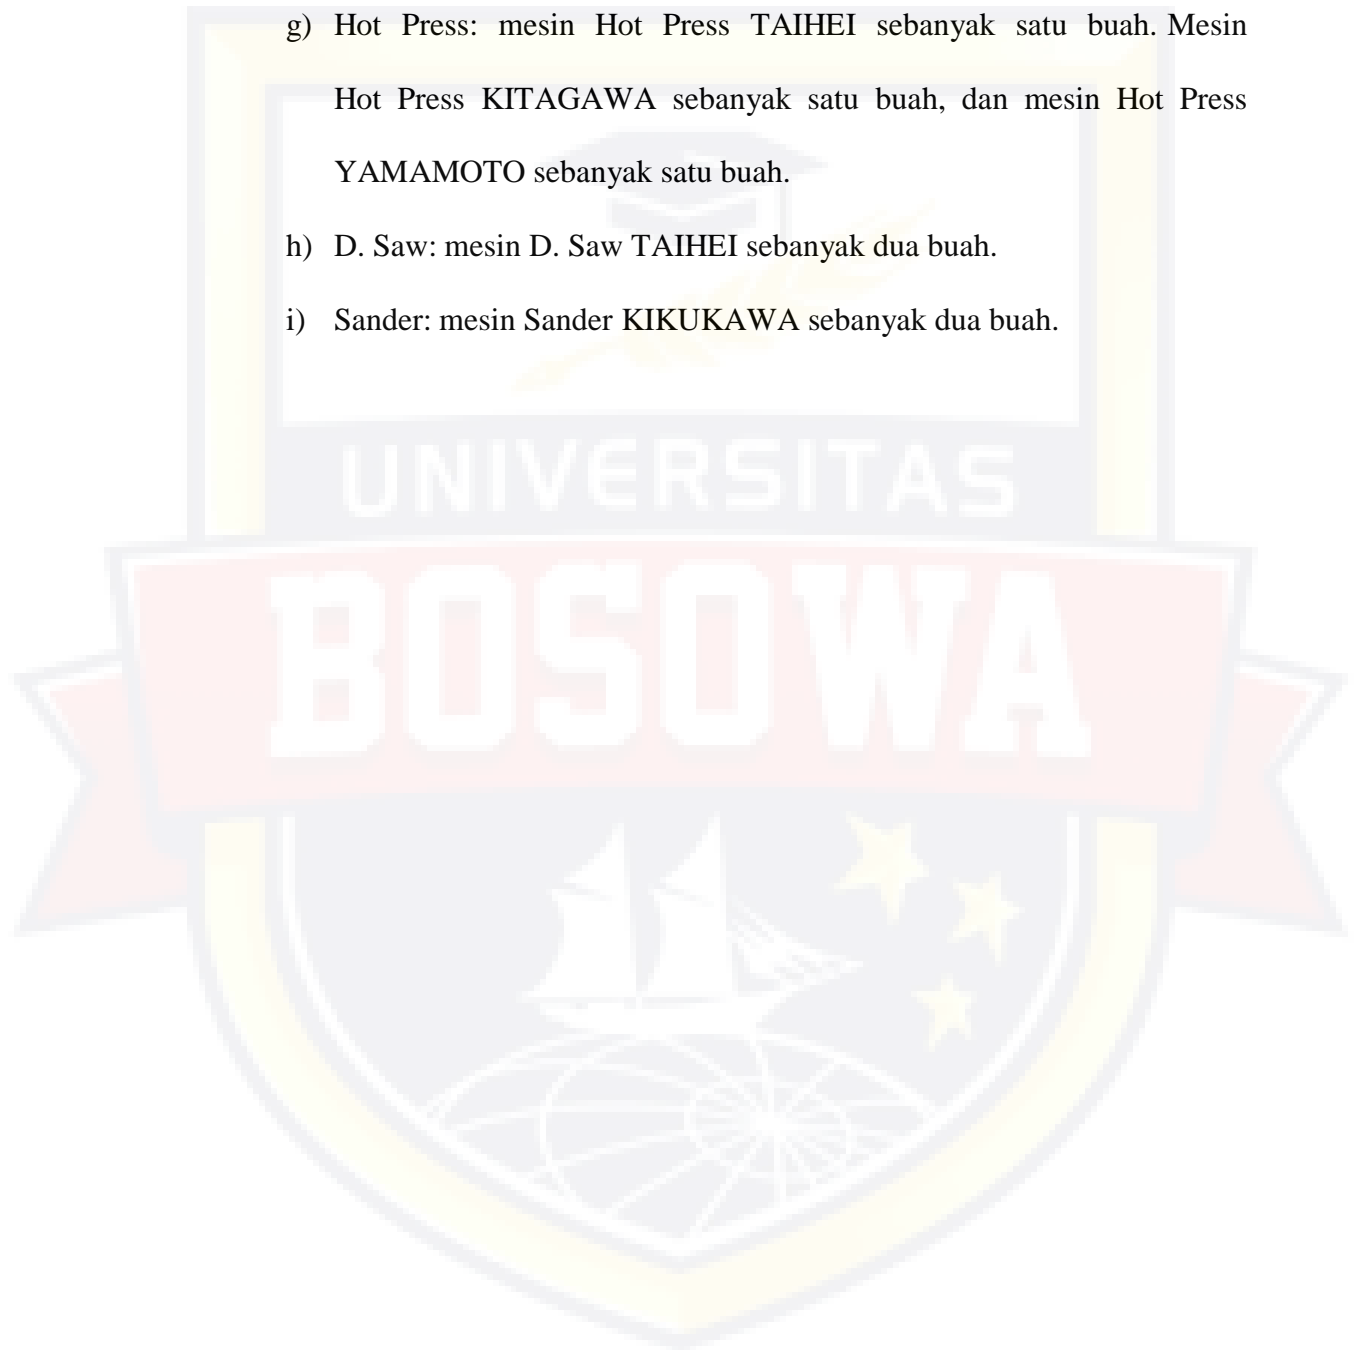 g) Hot Press: mesin Hot Press TAIHEI sebanyak satu buah. Mesin
Hot Press KITAGAWA sebanyak satu buah, dan mesin Hot Press
YAMAMOTO sebanyak satu buah.
h) D. Saw: mesin D. Saw TAIHEI sebanyak dua buah.
i) Sander: mesin Sander KIKUKAWA sebanyak dua buah.
UNIVERSITAS
BOSOWA